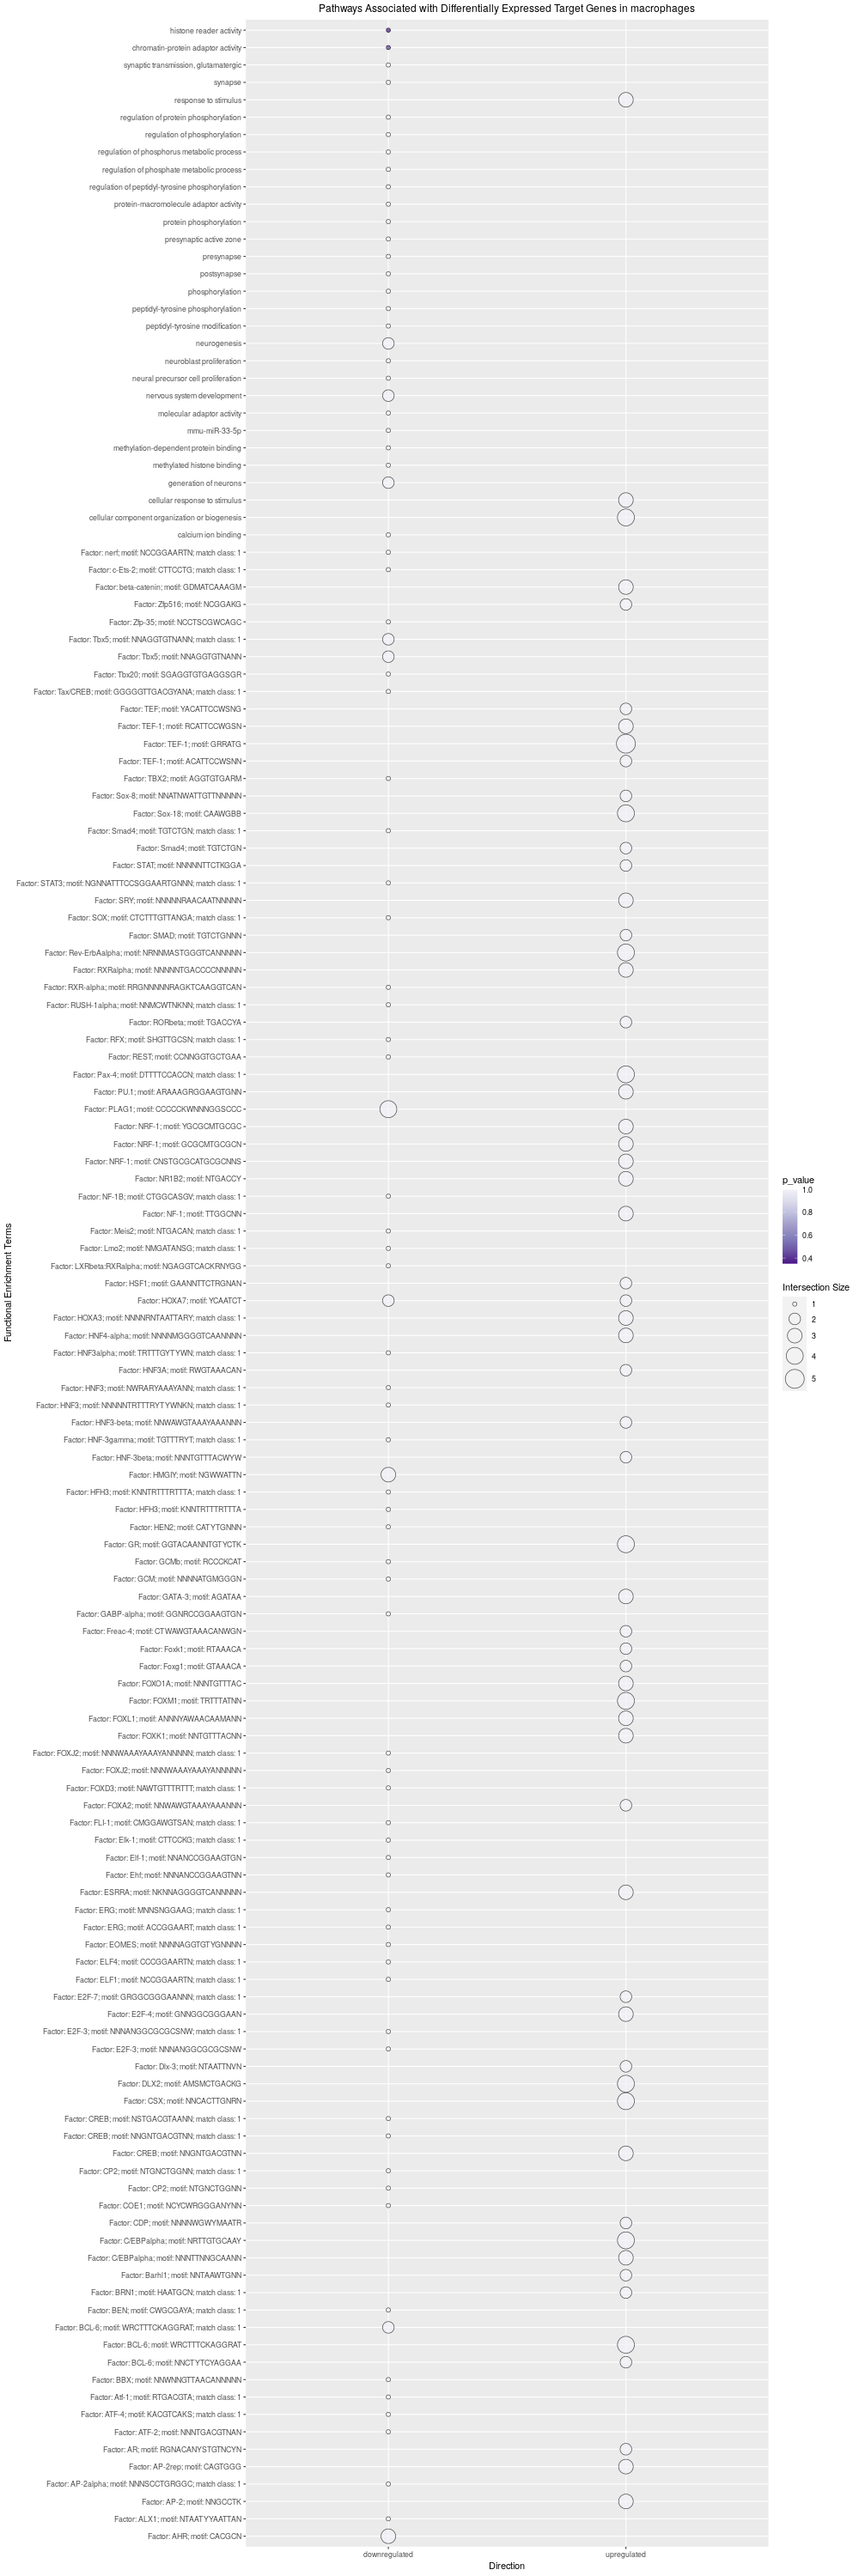 Pathways Associated with Differentially Expressed Target Genes in macrophages
histone reader activity
chromatin-protein adaptor activity
synaptic transmission, glutamatergic
synapse
response to stimulus
regulation of protein phosphorylation
regulation of phosphorylation
regulation of phosphorus metabolic process
regulation of phosphate metabolic process
regulation of peptidyl-tyrosine phosphorylation
protein-macromolecule adaptor activity
protein phosphorylation
presynaptic active zone
presynapse
postsynapse
phosphorylation
peptidyl-tyrosine phosphorylation
peptidyl-tyrosine modification
neurogenesis
neuroblast proliferation
neural precursor cell proliferation
nervous system development
molecular adaptor activity
mmu-miR-33-5p
methylation-dependent protein binding
methylated histone binding
generation of neurons
cellular response to stimulus
cellular component organization or biogenesis
calcium ion binding
Factor: nerf; motif: NCCGGAARTN; match class: 1
Factor: c-Ets-2; motif: CTTCCTG; match class: 1
Factor: beta-catenin; motif: GDMATCAAAGM
Factor: Zfp516; motif: NCGGAKG
Factor: Zfp-35; motif: NCCTSCGWCAGC
Factor: Tbx5; motif: NNAGGTGTNANN; match class: 1
Factor: Tbx5; motif: NNAGGTGTNANN
Factor: Tbx20; motif: SGAGGTGTGAGGSGR
Factor: Tax/CREB; motif: GGGGGTTGACGYANA; match class: 1
Factor: TEF; motif: YACATTCCWSNG
Factor: TEF-1; motif: RCATTCCWGSN
Factor: TEF-1; motif: GRRATG
Factor: TEF-1; motif: ACATTCCWSNN
Factor: TBX2; motif: AGGTGTGARM
Factor: Sox-8; motif: NNATNWATTGTTNNNNN
Factor: Sox-18; motif: CAAWGBB
Factor: Smad4; motif: TGTCTGN; match class: 1
Factor: Smad4; motif: TGTCTGN
Factor: STAT; motif: NNNNNTTCTKGGA
Factor: STAT3; motif: NGNNATTTCCSGGAARTGNNN; match class: 1
Factor: SRY; motif: NNNNNRAACAATNNNNN
Factor: SOX; motif: CTCTTTGTTANGA; match class: 1
Factor: SMAD; motif: TGTCTGNNN
Factor: Rev-ErbAalpha; motif: NRNNMASTGGGTCANNNNN
Factor: RXRalpha; motif: NNNNNTGACCCCNNNNN
Factor: RXR-alpha; motif: RRGNNNNNRAGKTCAAGGTCAN
Factor: RUSH-1alpha; motif: NNMCWTNKNN; match class: 1
Factor: RORbeta; motif: TGACCYA
Factor: RFX; motif: SHGTTGCSN; match class: 1
Factor: REST; motif: CCNNGGTGCTGAA
Factor: Pax-4; motif: DTTTTCCACCN; match class: 1
Factor: PU.1; motif: ARAAAGRGGAAGTGNN
Factor: PLAG1; motif: CCCCCKWNNNGGSCCC
Factor: NRF-1; motif: YGCGCMTGCGC
Factor: NRF-1; motif: GCGCMTGCGCN
Factor: NRF-1; motif: CNSTGCGCATGCGCNNS
Factor: NR1B2; motif: NTGACCY
Factor: NF-1B; motif: CTGGCASGV; match class: 1
Factor: NF-1; motif: TTGGCNN
Factor: Meis2; motif: NTGACAN; match class: 1
Factor: Lmo2; motif: NMGATANSG; match class: 1
Factor: LXRbeta:RXRalpha; motif: NGAGGTCACKRNYGG
Factor: HSF1; motif: GAANNTTCTRGNAN
Factor: HOXA7; motif: YCAATCT
Factor: HOXA3; motif: NNNNRNTAATTARY; match class: 1
Factor: HNF4-alpha; motif: NNNNMGGGGTCAANNNN
Factor: HNF3alpha; motif: TRTTTGYTYWN; match class: 1
Factor: HNF3A; motif: RWGTAAACAN
Factor: HNF3; motif: NWRARYAAAYANN; match class: 1
Factor: HNF3; motif: NNNNNTRTTTRYTYWNKN; match class: 1
Factor: HNF3-beta; motif: NNWAWGTAAAYAAANNN
Factor: HNF-3gamma; motif: TGTTTRYT; match class: 1
Factor: HNF-3beta; motif: NNNTGTTTACWYW
Factor: HMGIY; motif: NGWWATTN
Factor: HFH3; motif: KNNTRTTTRTTTA; match class: 1
Factor: HFH3; motif: KNNTRTTTRTTTA
Factor: HEN2; motif: CATYTGNNN
Factor: GR; motif: GGTACAANNTGTYCTK
Factor: GCMb; motif: RCCCKCAT
Factor: GCM; motif: NNNNATGMGGGN
Factor: GATA-3; motif: AGATAA
Factor: GABP-alpha; motif: GGNRCCGGAAGTGN
Factor: Freac-4; motif: CTWAWGTAAACANWGN
Factor: Foxk1; motif: RTAAACA
Factor: Foxg1; motif: GTAAACA
Factor: FOXO1A; motif: NNNTGTTTAC
Factor: FOXM1; motif: TRTTTATNN
Factor: FOXL1; motif: ANNNYAWAACAAMANN
Factor: FOXK1; motif: NNTGTTTACNN
Factor: FOXJ2; motif: NNNWAAAYAAAYANNNNN; match class: 1
Factor: FOXJ2; motif: NNNWAAAYAAAYANNNNN
Factor: FOXD3; motif: NAWTGTTTRTTT; match class: 1
Factor: FOXA2; motif: NNWAWGTAAAYAAANNN
Factor: FLI-1; motif: CMGGAWGTSAN; match class: 1
Factor: Elk-1; motif: CTTCCKG; match class: 1
Factor: Elf-1; motif: NNANCCGGAAGTGN
Factor: Ehf; motif: NNNANCCGGAAGTNN
Factor: ESRRA; motif: NKNNAGGGGTCANNNNN
Factor: ERG; motif: MNNSNGGAAG; match class: 1
Factor: ERG; motif: ACCGGAART; match class: 1
Factor: EOMES; motif: NNNNAGGTGTYGNNNN
Factor: ELF4; motif: CCCGGAARTN; match class: 1
Factor: ELF1; motif: NCCGGAARTN; match class: 1
Factor: E2F-7; motif: GRGGCGGGAANNN; match class: 1
Factor: E2F-4; motif: GNNGGCGGGAAN
Factor: E2F-3; motif: NNNANGGCGCGCSNW; match class: 1
Factor: E2F-3; motif: NNNANGGCGCGCSNW
Factor: Dlx-3; motif: NTAATTNVN
Factor: DLX2; motif: AMSMCTGACKG
Factor: CSX; motif: NNCACTTGNRN
Factor: CREB; motif: NSTGACGTAANN; match class: 1
Factor: CREB; motif: NNGNTGACGTNN; match class: 1
Factor: CREB; motif: NNGNTGACGTNN
Factor: CP2; motif: NTGNCTGGNN; match class: 1
Factor: CP2; motif: NTGNCTGGNN
Factor: COE1; motif: NCYCWRGGGANYNN
Factor: CDP; motif: NNNNWGWYMAATR
Factor: C/EBPalpha; motif: NRTTGTGCAAY
Factor: C/EBPalpha; motif: NNNTTNNGCAANN
Factor: Barhl1; motif: NNTAAWTGNN
Factor: BRN1; motif: HAATGCN; match class: 1
Factor: BEN; motif: CWGCGAYA; match class: 1
Factor: BCL-6; motif: WRCTTTCKAGGRAT; match class: 1
Factor: BCL-6; motif: WRCTTTCKAGGRAT
Factor: BCL-6; motif: NNCTYTCYAGGAA
Factor: BBX; motif: NNWNNGTTAACANNNNN
Factor: Atf-1; motif: RTGACGTA; match class: 1
Factor: ATF-4; motif: KACGTCAKS; match class: 1
Factor: ATF-2; motif: NNNTGACGTNAN
Factor: AR; motif: RGNACANYSTGTNCYN
Factor: AP-2rep; motif: CAGTGGG
Factor: AP-2alpha; motif: NNNSCCTGRGGC; match class: 1
Factor: AP-2; motif: NNGCCTK
Factor: ALX1; motif: NTAATYYAATTAN
Factor: AHR; motif: CACGCN
Functional Enrichment Terms
downregulated
upregulated
Direction
p_value
1.0
0.8
0.6
0.4
Intersection Size
1
2
3
4
5